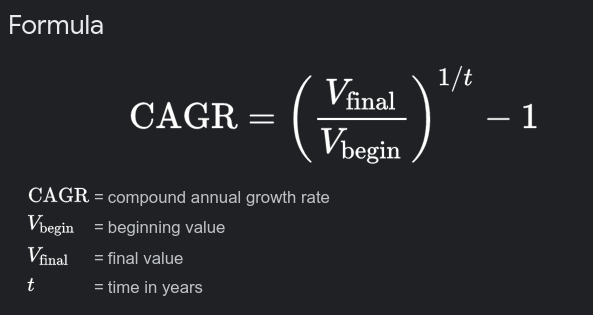 Formula
CAGR = (V_final / V_begin)^{1/t} − 1
CAGR = compound annual growth rate
V_begin = beginning value
V_final = final value
t = time in years